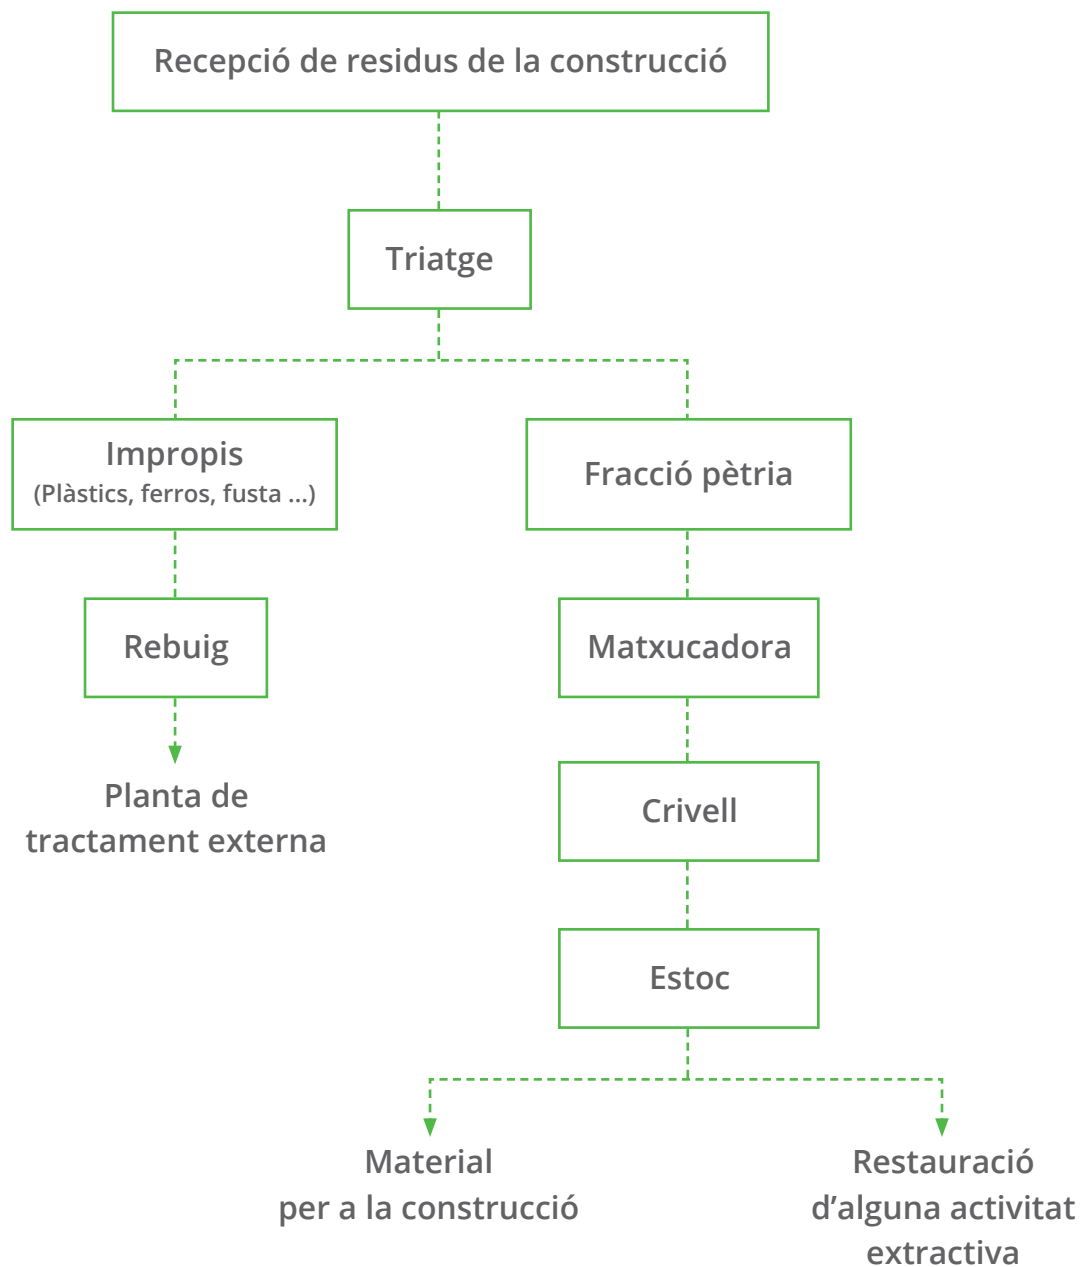 Recepció de residus de la construcció
Triatge
Impropis
(Plàstics, ferros, fusta ...)
Fracció pètria
Rebuig
Matxucadora
Planta de
tractament externa
Crivell
Estoc
Material
per a la construcció
Restauració
d’alguna activitat
extractiva